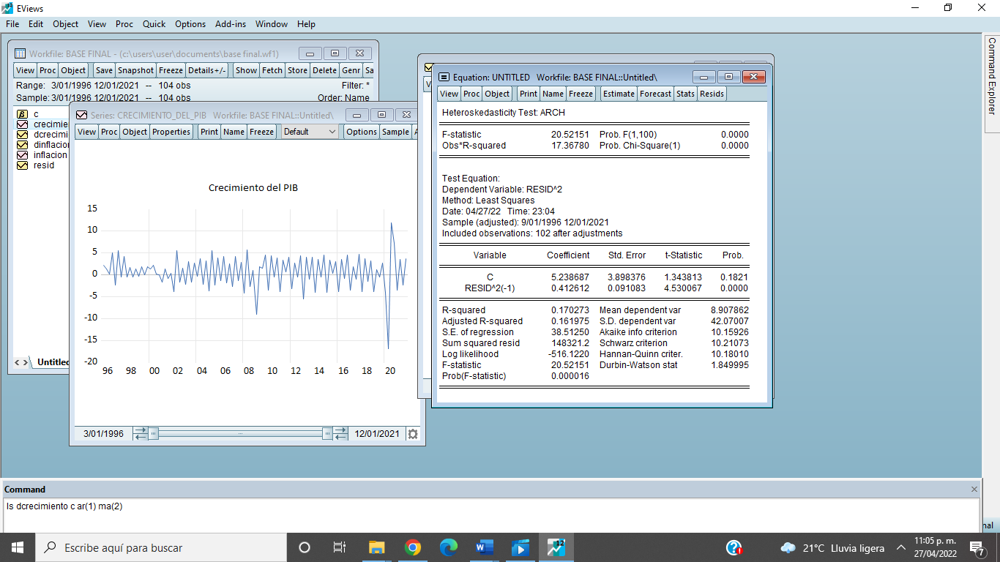 EViews
File Edit Object View Proc Quick Options Add-ins Window Help
Workfile: BASE FINAL - (c:\users\user\documents\base final.wf1)
View Proc Object Save Snapshot Freeze Details+/- Show Fetch Store Delete Genr Sa
Range: 3/01/1996 12/01/2021 -- 104 obs Filter: *
Sample: 3/01/1996 12/01/2021 -- 104 obs Order: Name
c
crecimie
dcrecimi
dinflacion
inflacion
resid
Untitled
Series: CRECIMIENTO_DEL_PIB Workfile: BASE FINAL::Untitled\
View Proc Object Properties Print Name Freeze Default Options Sample
Crecimiento del PIB
15
10
5
0
-5
-10
-15
-20
96 98 00 02 04 06 08 10 12 14 16 18 20
3/01/1996 12/01/2021
Equation: UNTITLED Workfile: BASE FINAL::Untitled\
View Proc Object Print Name Freeze Estimate Forecast Stats Resids
Heteroskedasticity Test: ARCH
F-statistic 20.52151 Prob. F(1,100) 0.0000
Obs*R-squared 17.36780 Prob. Chi-Square(1) 0.0000
Test Equation:
Dependent Variable: RESID^2
Method: Least Squares
Date: 04/27/22 Time: 23:04
Sample (adjusted): 9/01/1996 12/01/2021
Included observations: 102 after adjustments
Variable Coefficient Std. Error t-Statistic Prob.
C 5.238687 3.898376 1.343813 0.1821
RESID^2(-1) 0.412612 0.091083 4.530067 0.0000
R-squared 0.170273 Mean dependent var 8.907862
Adjusted R-squared 0.161975 S.D. dependent var 42.07007
S.E. of regression 38.51250 Akaike info criterion 10.15926
Sum squared resid 148321.2 Schwarz criterion 10.21073
Log likelihood -516.1220 Hannan-Quinn criter. 10.18010
F-statistic 20.52151 Durbin-Watson stat 1.849995
Prob(F-statistic) 0.000016
Command Explorer
Command
ls dcrecimiento c ar(1) ma(2)
nal
Escribe aquí para buscar
12
21°C Lluvia ligera
11:05 p. m.
27/04/2022
7